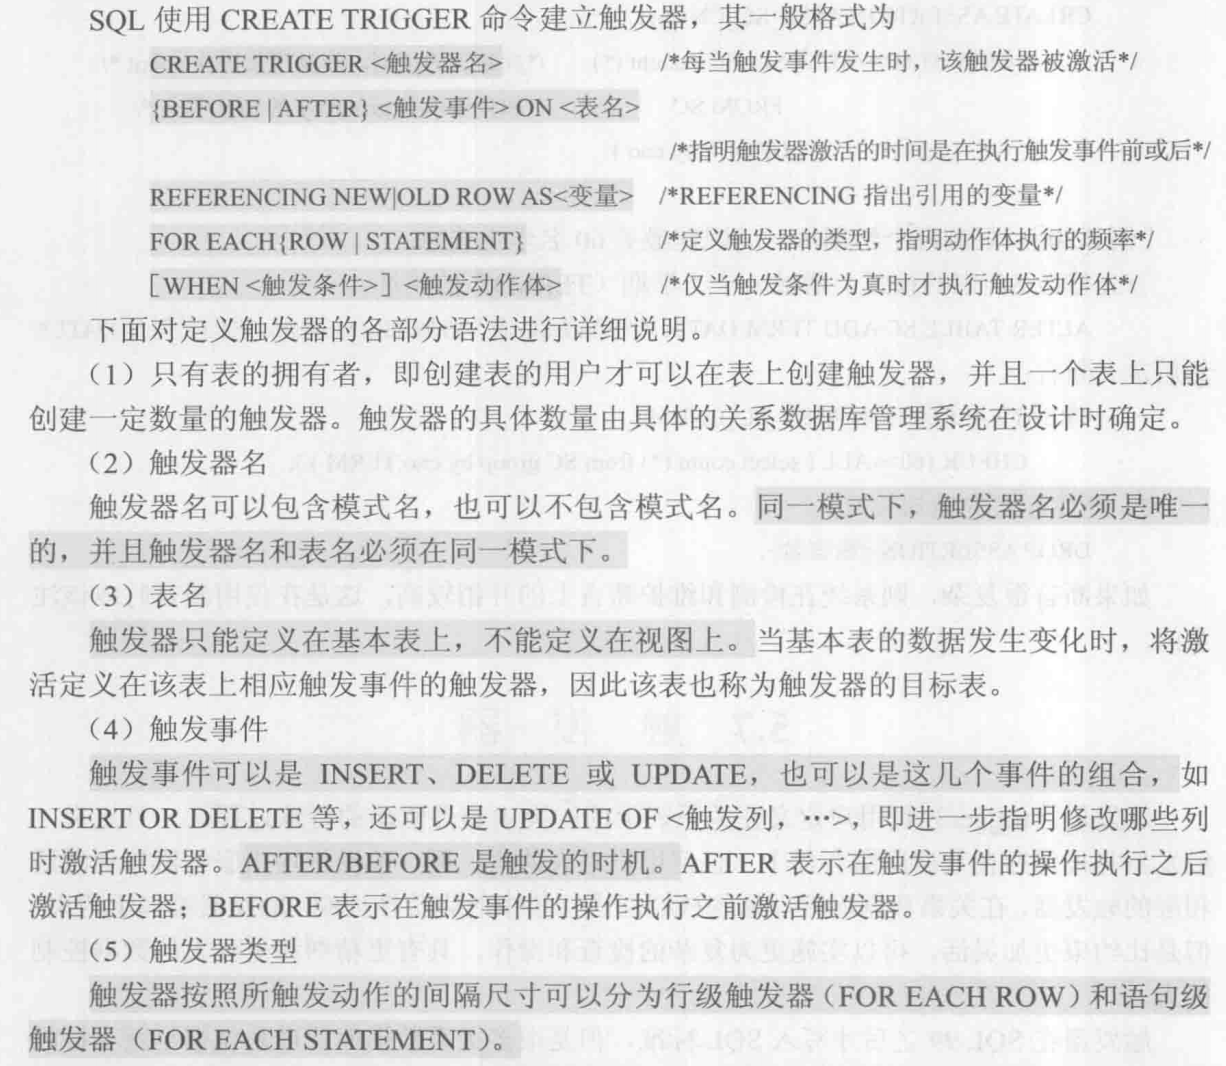 SQL 使用 CREATE TRIGGER 命令建立触发器，其一般格式为
CREATE TRIGGER <触发器名> /*每当触发事件发生时，该触发器被激活*/
{BEFORE | AFTER} <触发事件> ON <表名>
/*指明触发器激活的时间是在执行触发事件前或后*/
REFERENCING NEW|OLD ROW AS<变量> /*REFERENCING 指出引用的变量*/
FOR EACH{ROW | STATEMENT} /*定义触发器的类型，指明动作体执行的频率*/
[ WHEN <触发条件> ] <触发动作体> /*仅当触发条件为真时才执行触发动作体*/
下面对定义触发器的各部分语法进行详细说明。
（1）只有表的拥有者，即创建表的用户才可以在表上创建触发器，并且一个表上只能
创建一定数量的触发器。触发器的具体数量由具体的关系数据库管理系统在设计时确定。
（2）触发器名
触发器名可以包含模式名，也可以不包含模式名。同一模式下，触发器名必须是唯一
的，并且触发器名和表名必须在同一模式下。
（3）表名
触发器只能定义在基本表上，不能定义在视图上。当基本表的数据发生变化时，将激
活定义在该表上相应触发事件的触发器，因此该表也称为触发器的目标表。
（4）触发事件
触发事件可以是 INSERT、DELETE 或 UPDATE，也可以是这几个事件的组合，如
INSERT OR DELETE 等，还可以是 UPDATE OF <触发列，…>，即进一步指明修改哪些列
时激活触发器。AFTER/BEFORE 是触发的时机。AFTER 表示在触发事件的操作执行之后
激活触发器；BEFORE 表示在触发事件的操作执行之前激活触发器。
（5）触发器类型
触发器按照所触发动作的间隔尺寸可以分为行级触发器（FOR EACH ROW）和语句级
触发器（FOR EACH STATEMENT）。